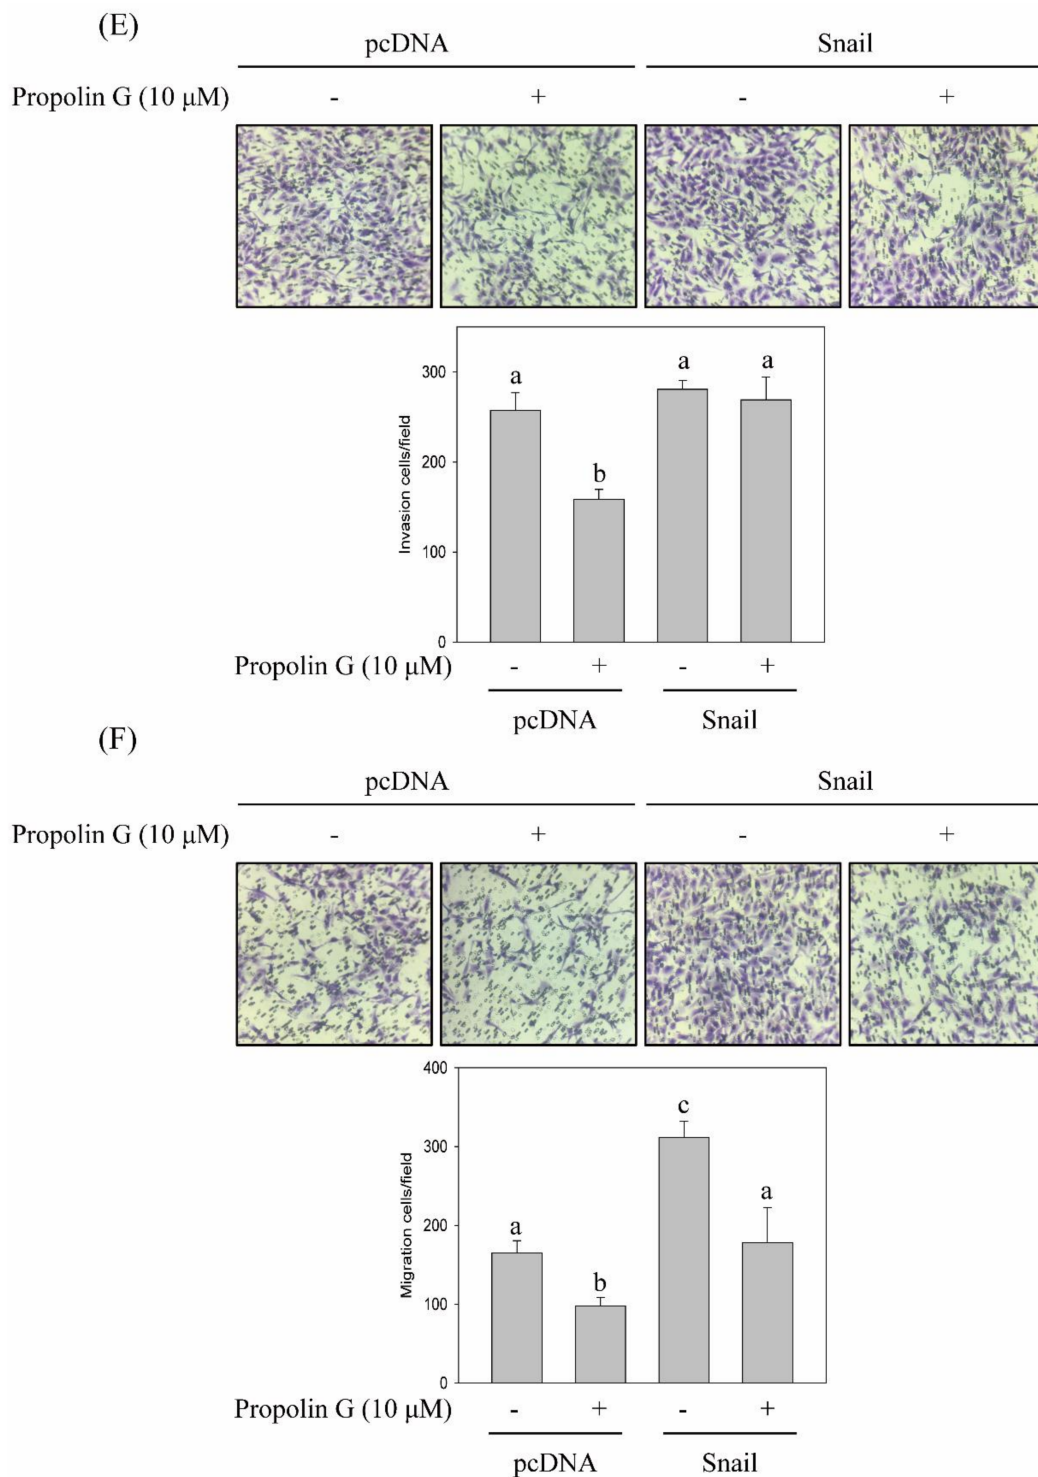 (E)
pcDNA Snail
Propolin G (10 μM) - + - +
300
200
100
0
Invasion cells/field
a b a a
Propolin G (10 μM) - + - +
pcDNA Snail
(F)
pcDNA Snail
Propolin G (10 μM) - + - +
400
300
200
100
0
Migration cells/field
a b c a
Propolin G (10 μM) - + - +
pcDNA Snail